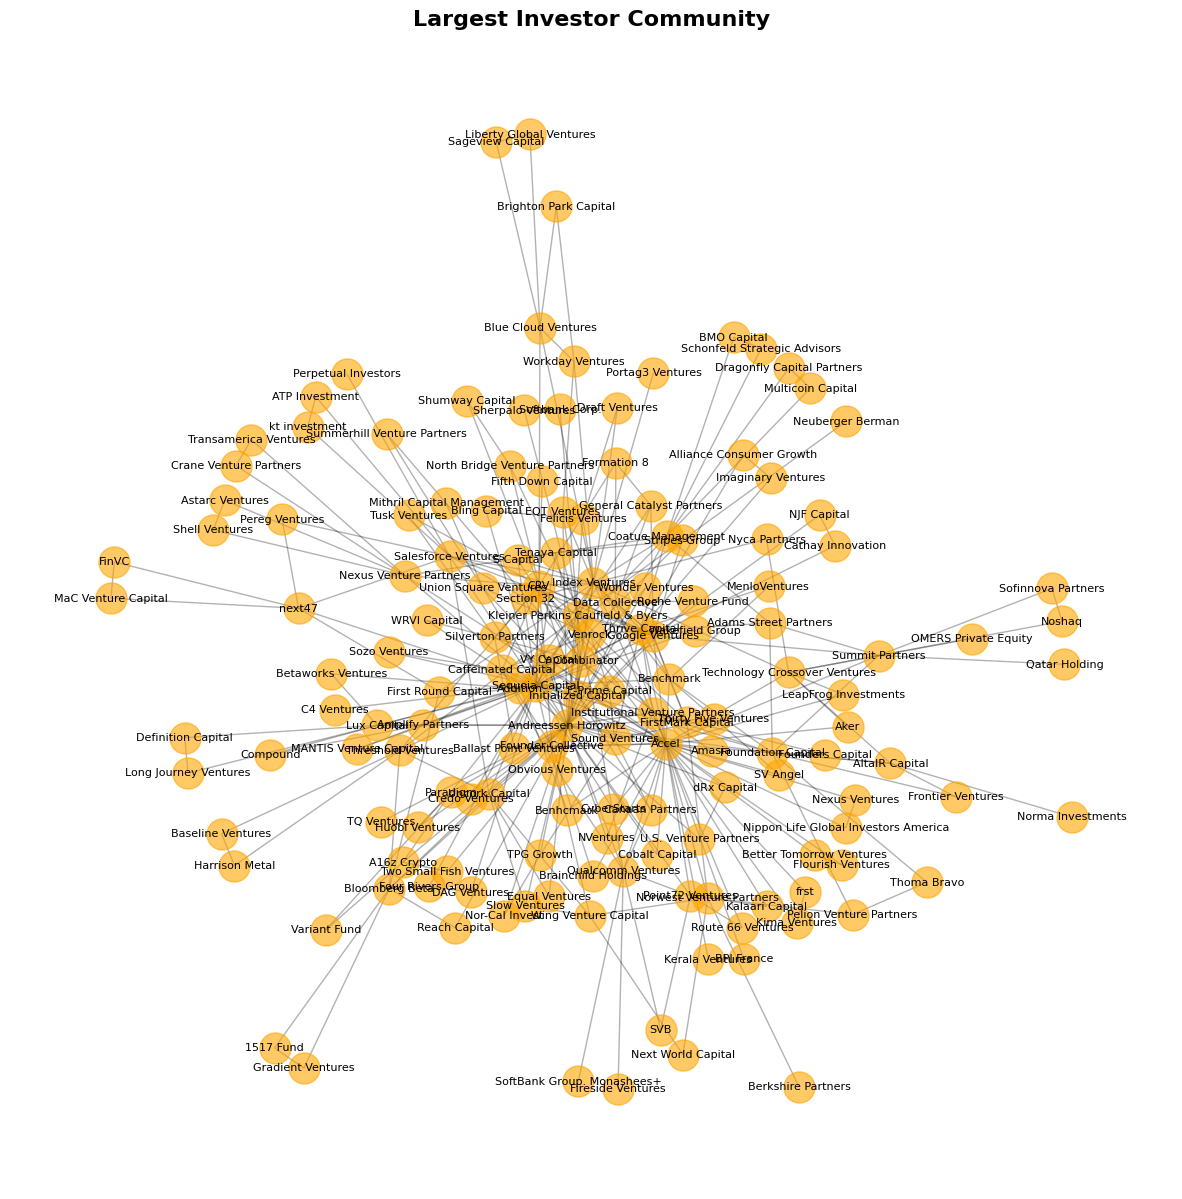 Largest Investor Community
Liberty Global Ventures
Sageview Capital
Brighton Park Capital
Blue Cloud Ventures
BMO Capital
Schonfeld Strategic Advisors
Workday Ventures
Dragonfly Capital Partners
Perpetual Investors
Portag3 Ventures
Multicoin Capital
ATP Investment
Shumway Capital
Sherpalo Ventures
Draft Ventures
Neuberger Berman
kt investment
Summerhill Venture Partners
Transamerica Ventures
Alliance Consumer Growth
Crane Venture Partners
North Bridge Venture Partners
Formation 8
Fifth Down Capital
Imaginary Ventures
Astarc Ventures
Mithril Capital Management
General Catalyst Partners
Bling Capital
EQT Ventures
Tusk Ventures
Felicis Ventures
NJF Capital
Pereg Ventures
Shell Ventures
Coatue Management
Stripes Group
Nyca Partners
Cathay Innovation
Tenaya Capital
Salesforce Ventures
FinVC
Nexus Venture Partners
Index Ventures
Union Square Ventures
Wonder Ventures
MenloVentures
Sofinnova Partners
MaC Venture Capital
Section 32
Data Collective
Roche Venture Fund
next47
Kleiner Perkins Caufield & Byers
WRVI Capital
Thrive Capital
Adams Street Partners
Noshaq
Silverton Partners
Venrock
Google Ventures
OMERS Private Equity
Sozo Ventures
Summit Partners
VY Capital
Y Combinator
Qatar Holding
Caffeinated Capital
Betaworks Ventures
Technology Crossover Ventures
Benchmark
Sequoia Capital
Addition
E-Prime Capital
First Round Capital
Initialized Capital
LeapFrog Investments
C4 Ventures
Institutional Venture Partners
Lux Capital
Amplify Partners
Andreessen Horowitz
Thirty Five Ventures
FirstMark Capital
Aker
Definition Capital
Sound Ventures
Accel
Founder Collective
Ballast Point Ventures
MANTIS Venture Capital
Threshold Ventures
Compound
Amasia
Foundation Capital
Founders Capital
AltaIR Capital
Long Journey Ventures
Obvious Ventures
SV Angel
dRx Capital
Paradigm
Credo Ventures
Benhcmark
CyberStarts
Canaan Partners
Nexus Ventures
Frontier Ventures
Norma Investments
TQ Ventures
Huobi Ventures
Nippon Life Global Investors America
Baseline Ventures
NVentures
U.S. Venture Partners
TPG Growth
Cobalt Capital
Better Tomorrow Ventures
Harrison Metal
A16z Crypto
Flourish Ventures
Two Small Fish Ventures
Qualcomm Ventures
Brainchild Holdings
Thoma Bravo
Bloomberg Beta
Four Rivers Group
DAG Ventures
frst
Equal Ventures
Point72 Ventures
Norwest Venture Partners
Slow Ventures
Kalaari Capital
Nor-Cal Invest
Wing Venture Capital
Pelion Venture Partners
Kima Ventures
Variant Fund
Reach Capital
Route 66 Ventures
Kerala Ventures
BPI France
SVB
1517 Fund
Next World Capital
Gradient Ventures
SoftBank Group, Monashees+
Fireside Ventures
Berkshire Partners